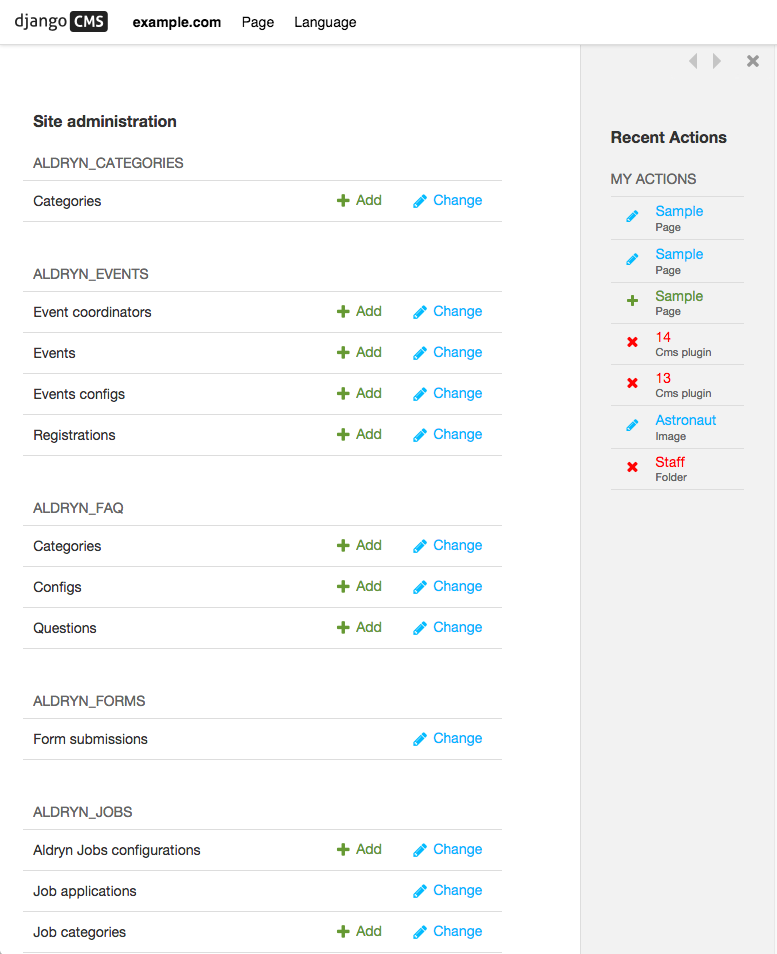 django CMS example.com Page Language
Site administration
ALDRYN_CATEGORIES
Categories Add Change
ALDRYN_EVENTS
Event coordinators Add Change
Events Add Change
Events configs Add Change
Registrations Add Change
ALDRYN_FAQ
Categories Add Change
Configs Add Change
Questions Add Change
ALDRYN_FORMS
Form submissions Change
ALDRYN_JOBS
Aldryn Jobs configurations Add Change
Job applications Change
Job categories Add Change
Recent Actions
MY ACTIONS
Sample
Page
Sample
Page
Sample
Page
14
Cms plugin
13
Cms plugin
Astronaut
Image
Staff
Folder